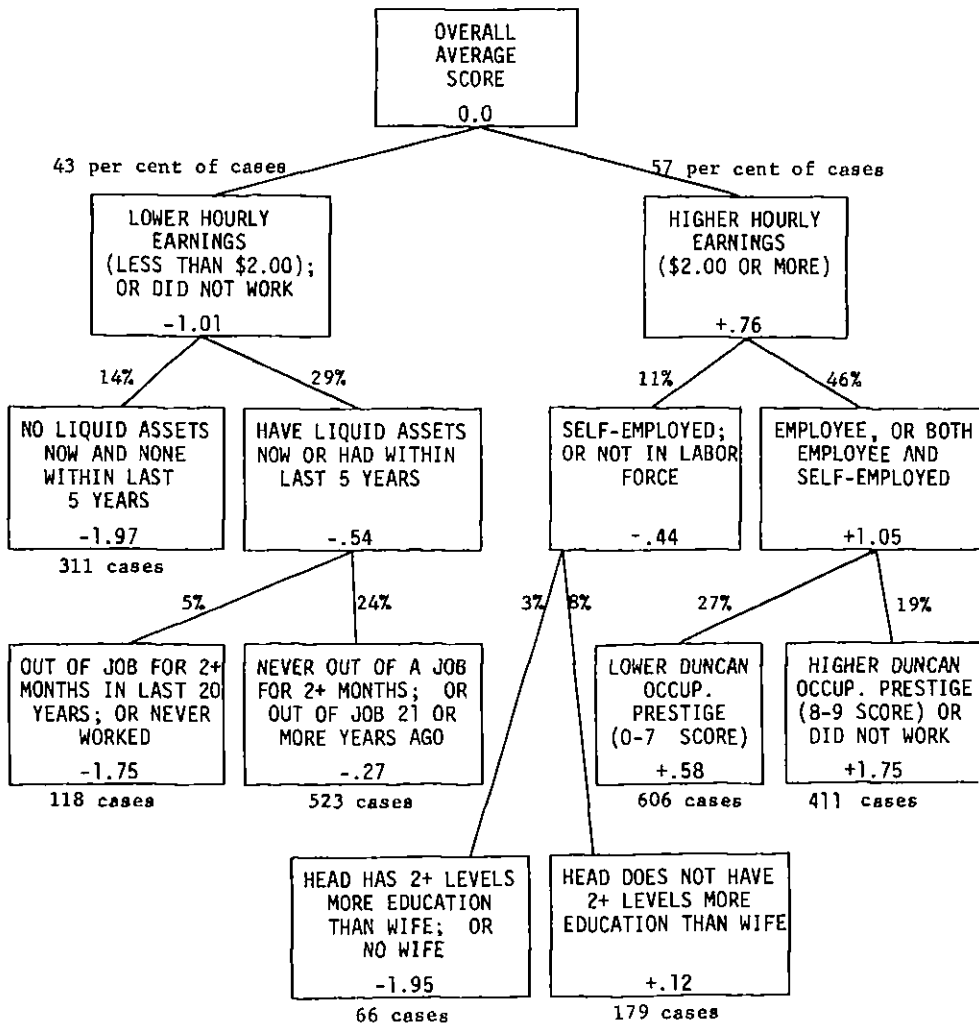 OVERALL
AVERAGE
SCORE
0.0
43 per cent of cases
57 per cent of cases
LOWER HOURLY
EARNINGS
(LESS THAN $2.00);
OR DID NOT WORK
-1.01
HIGHER HOURLY
EARNINGS
($2.00 OR MORE)
+.76
14%
29%
11%
46%
NO LIQUID ASSETS
NOW AND NONE
WITHIN LAST
5 YEARS
-1.97
311 cases
HAVE LIQUID ASSETS
NOW OR HAD WITHIN
LAST 5 YEARS
-.54
SELF-EMPLOYED;
OR NOT IN LABOR
FORCE
-.44
EMPLOYEE, OR BOTH
EMPLOYEE AND
SELF-EMPLOYED
+1.05
5%
24%
3%
8%
27%
19%
OUT OF JOB FOR 2+
MONTHS IN LAST 20
YEARS; OR NEVER
WORKED
-1.75
118 cases
NEVER OUT OF A JOB
FOR 2+ MONTHS; OR
OUT OF JOB 21 OR
MORE YEARS AGO
-.27
523 cases
LOWER DUNCAN
OCCUP.
PRESTIGE
(0-7 SCORE)
+.58
606 cases
HIGHER DUNCAN
OCCUP. PRESTIGE
(8-9 SCORE) OR
DID NOT WORK
+1.75
411 cases
HEAD HAS 2+ LEVELS
MORE EDUCATION
THAN WIFE; OR
NO WIFE
-1.95
66 cases
HEAD DOES NOT HAVE
2+ LEVELS MORE
EDUCATION THAN WIFE
+.12
179 cases